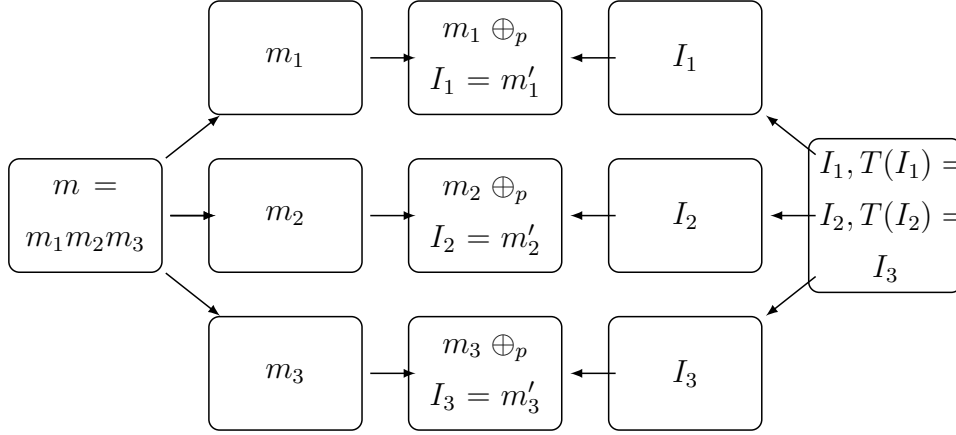 m₁
m₁ ⊕ₚ
I₁ = m′₁
I₁
m =
m₁m₂m₃
m₂
m₂ ⊕ₚ
I₂ = m′₂
I₂
I₁, T(I₁) =
I₂, T(I₂) =
I₃
m₃
m₃ ⊕ₚ
I₃ = m′₃
I₃